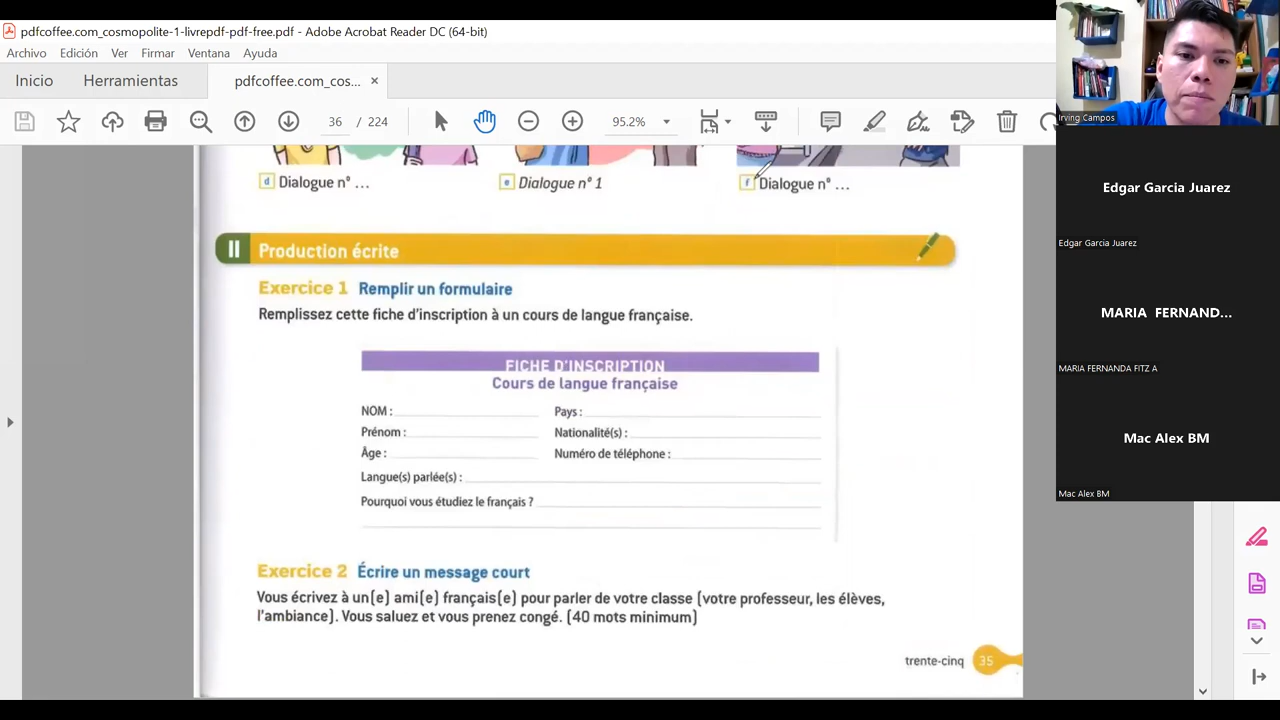 pdfcoffee.com_cosmopolite-1-livrepdf-pdf-free.pdf - Adobe Acrobat Reader DC (64-bit)
Archivo Edición Ver Firmar Ventana Ayuda
Inicio Herramientas pdfcoffee.com_cos... ×
36 / 224 95.2%
d Dialogue n° ... e Dialogue n° 1 f Dialogue n° ...
II Production écrite
Exercice 1 Remplir un formulaire
Remplissez cette fiche d'inscription à un cours de langue française.
FICHE D'INSCRIPTION
Cours de langue française
NOM : Pays :
Prénom : Nationalité(s) :
Âge : Numéro de téléphone :
Langue(s) parlée(s) :
Pourquoi vous étudiez le français ?
Exercice 2 Écrire un message court
Vous écrivez à un(e) ami(e) français(e) pour parler de votre classe (votre professeur, les élèves,
l'ambiance). Vous saluez et vous prenez congé. (40 mots minimum)
trente-cinq 35
Irving Campos
Edgar Garcia Juarez
Edgar Garcia Juarez
MARIA FERNAND...
MARIA FERNANDA FITZ A
Mac Alex BM
Mac Alex BM